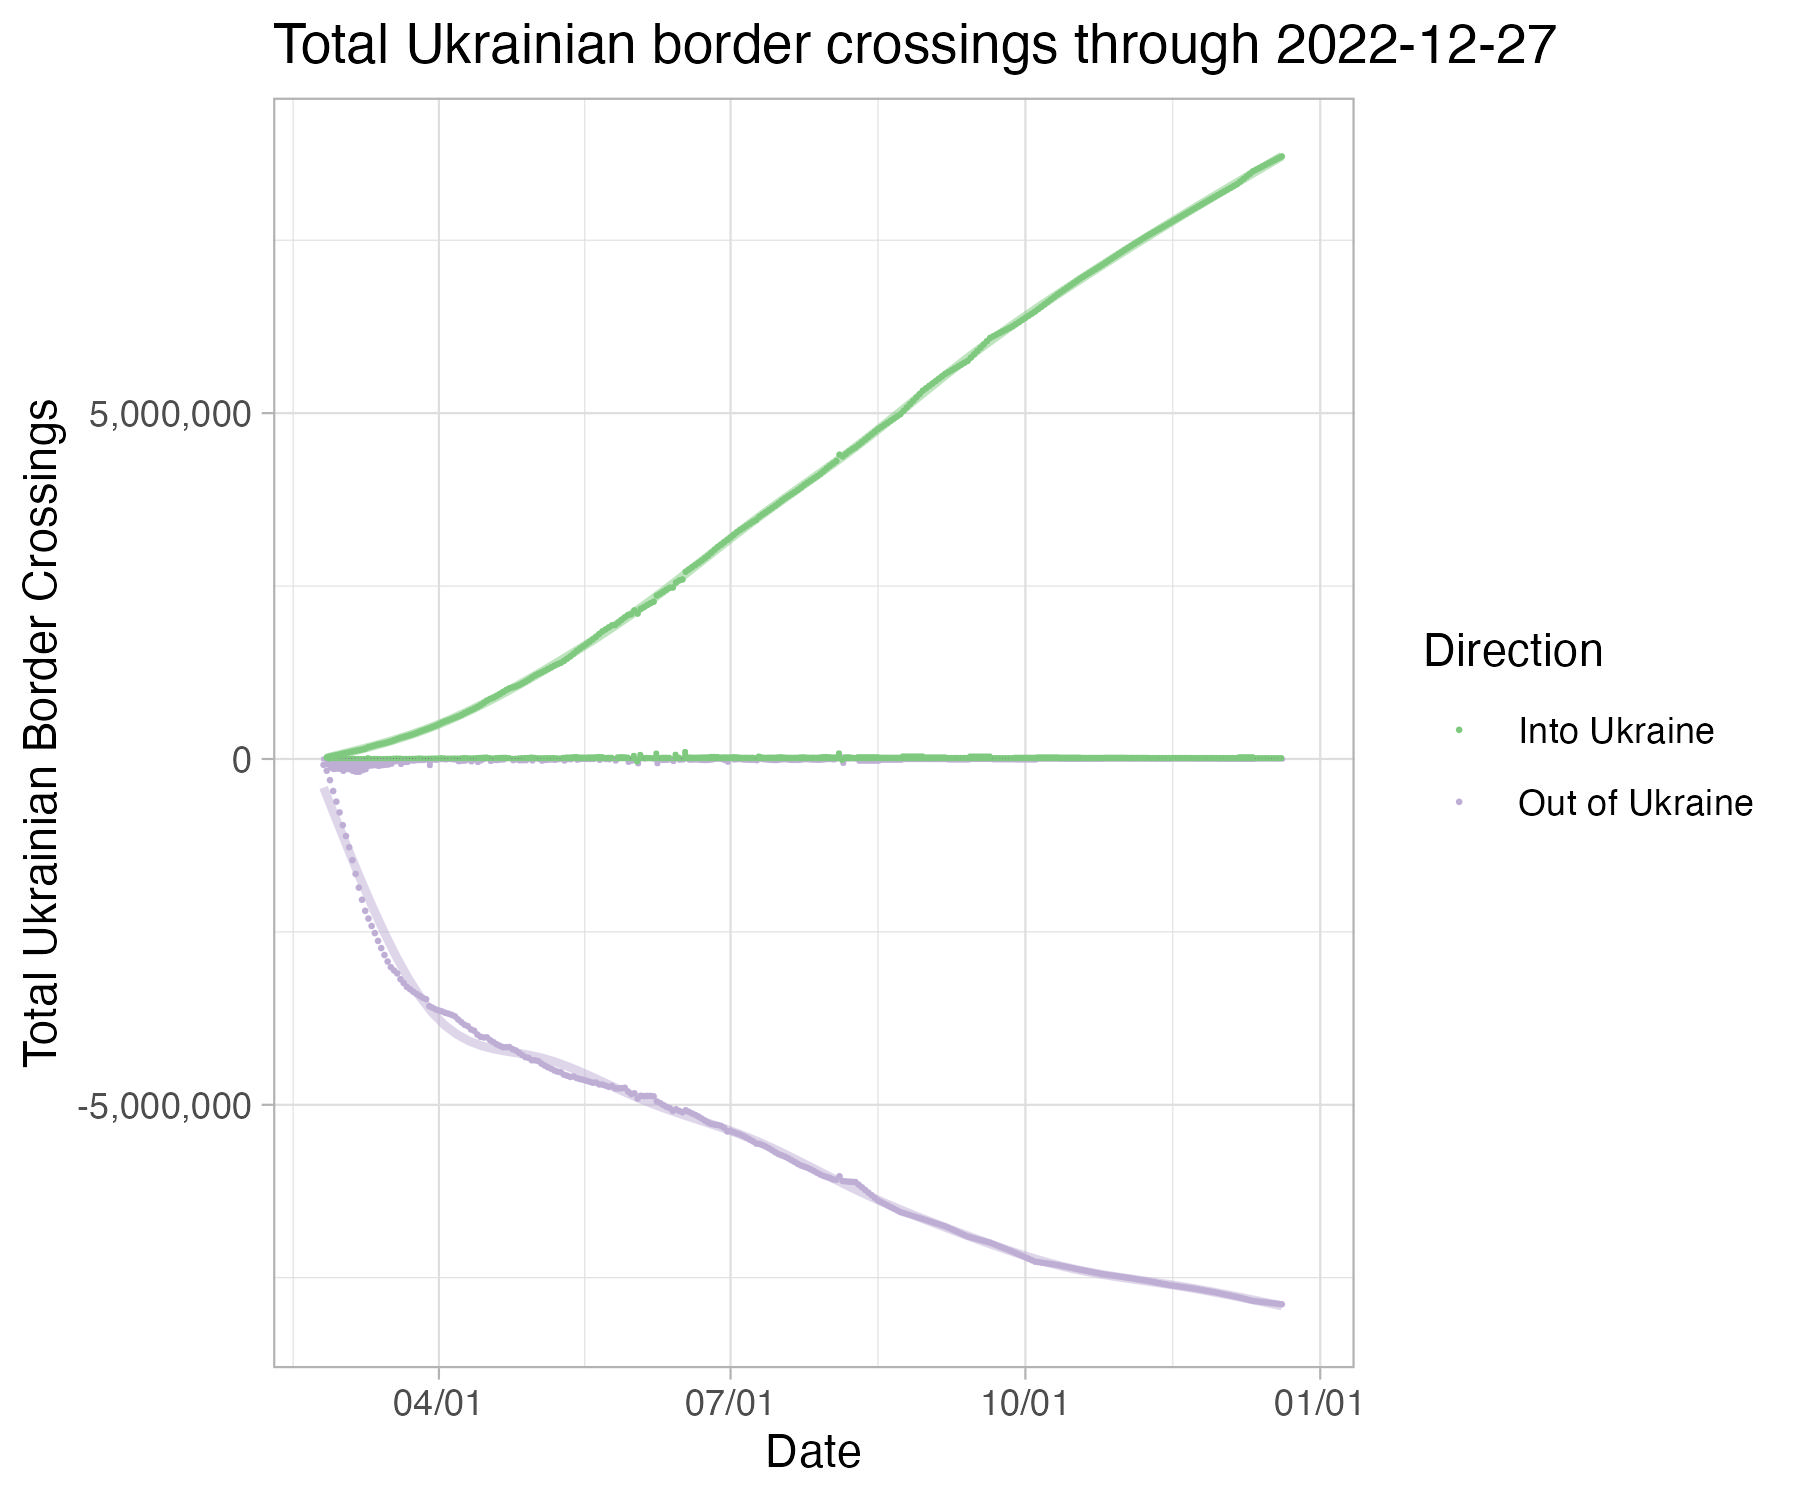 Total Ukrainian border crossings through 2022-12-27
Total Ukrainian Border Crossings
5,000,000
0
-5,000,000
04/01
07/01
10/01
01/01
Date
Direction
Into Ukraine
Out of Ukraine